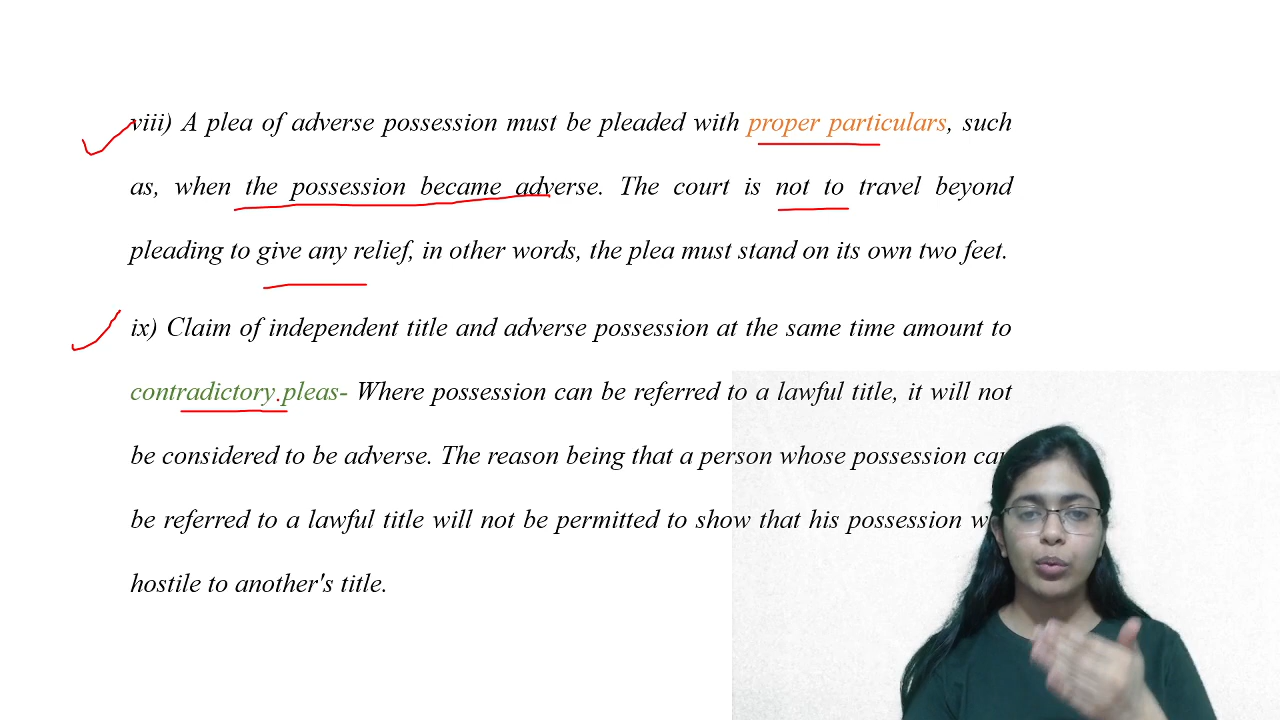 viii) A plea of adverse possession must be pleaded with proper particulars, such
as, when the possession became adverse. The court is not to travel beyond
pleading to give any relief, in other words, the plea must stand on its own two feet.
ix) Claim of independent title and adverse possession at the same time amount to
contradictory pleas- Where possession can be referred to a lawful title, it will not
be considered to be adverse. The reason being that a person whose possession
be referred to a lawful title will not be permitted to show that his possession
hostile to another's title.